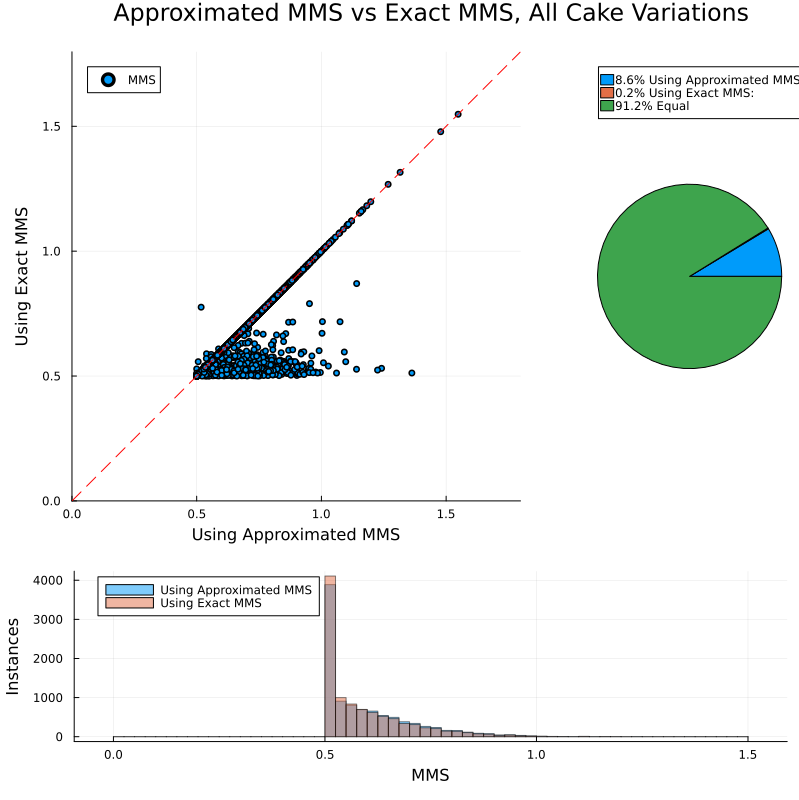 Approximated MMS vs Exact MMS, All Cake Variations
MMS
1.5
1.0
0.5
0.0
Using Exact MMS
0.0 0.5 1.0 1.5
Using Approximated MMS
8.6% Using Approximated MMS
0.2% Using Exact MMS:
91.2% Equal
Using Approximated MMS
Using Exact MMS
4000
3000
2000
1000
0
Instances
0.0 0.5 1.0 1.5
MMS